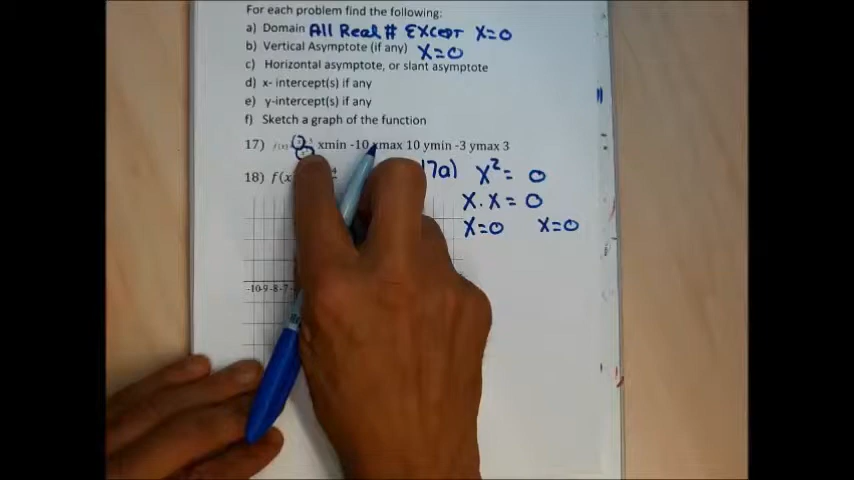 For each problem find the following:
a) Domain All Real # Except X=0
b) Vertical Asymptote (if any) X=0
c) Horizontal asymptote, or slant asymptote
d) x- intercept(s) if any
e) y-intercept(s) if any
f) Sketch a graph of the function
17) xmin -10 xmax 10 ymin -3 ymax 3
17a) X² = 0
18) f(x
X . X = 0
X=0 X=0
-10-9-8-7-